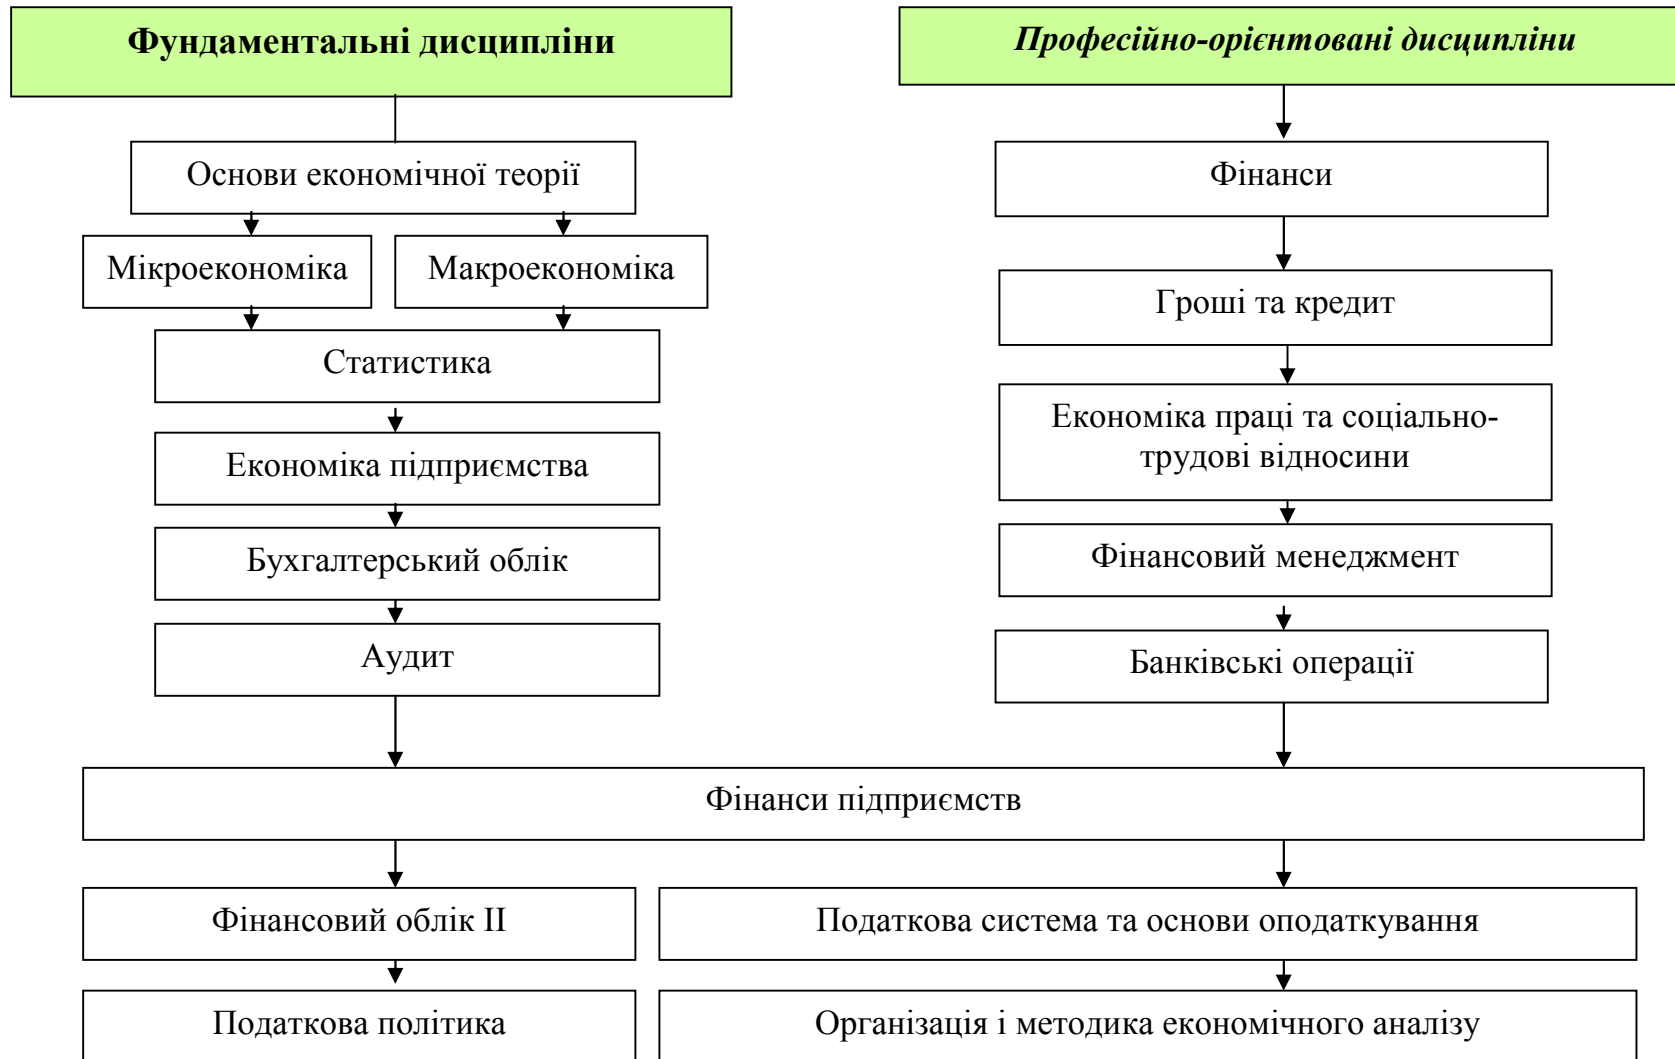 Фундаментальні дисципліни
Професійно-орієнтовані дисципліни
Основи економічної теорії
Фінанси
Мікроекономіка
Макроекономіка
Гроші та кредит
Статистика
Економіка праці та соціально-
трудові відносини
Економіка підприємства
Бухгалтерський облік
Фінансовий менеджмент
Аудит
Банківські операції
Фінанси підприємств
Фінансовий облік ІІ
Податкова система та основи оподаткування
Податкова політика
Організація і методика економічного аналізу